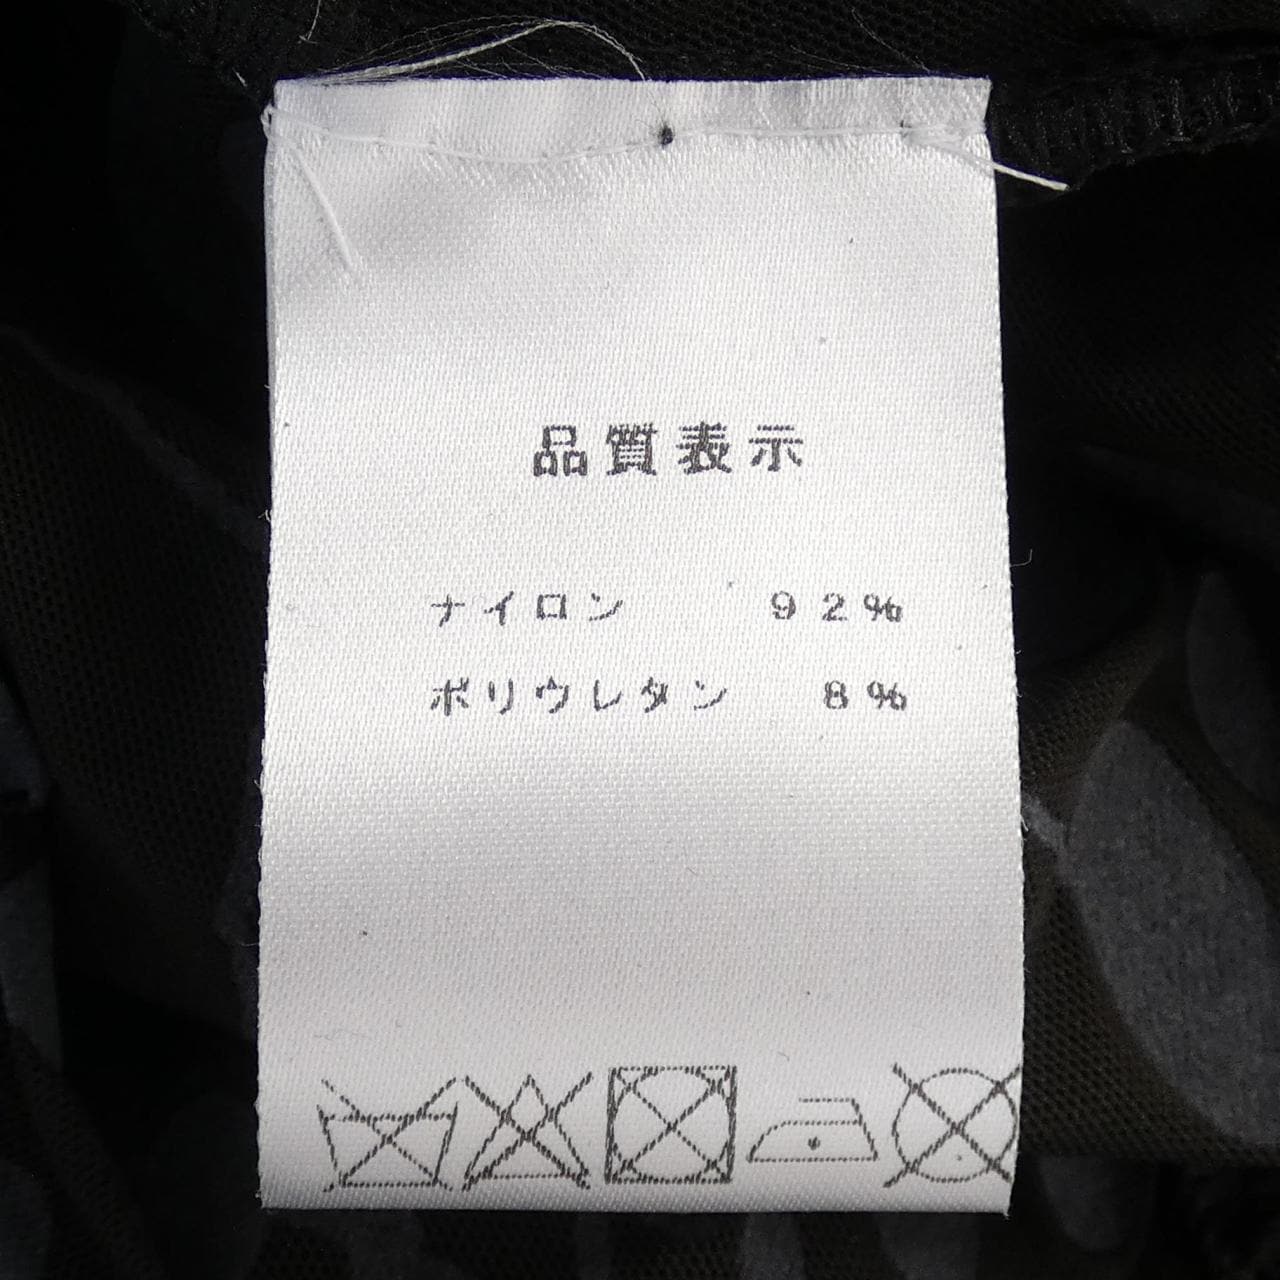 品質表示
ナイロン 92%
ポリウレタン 8%